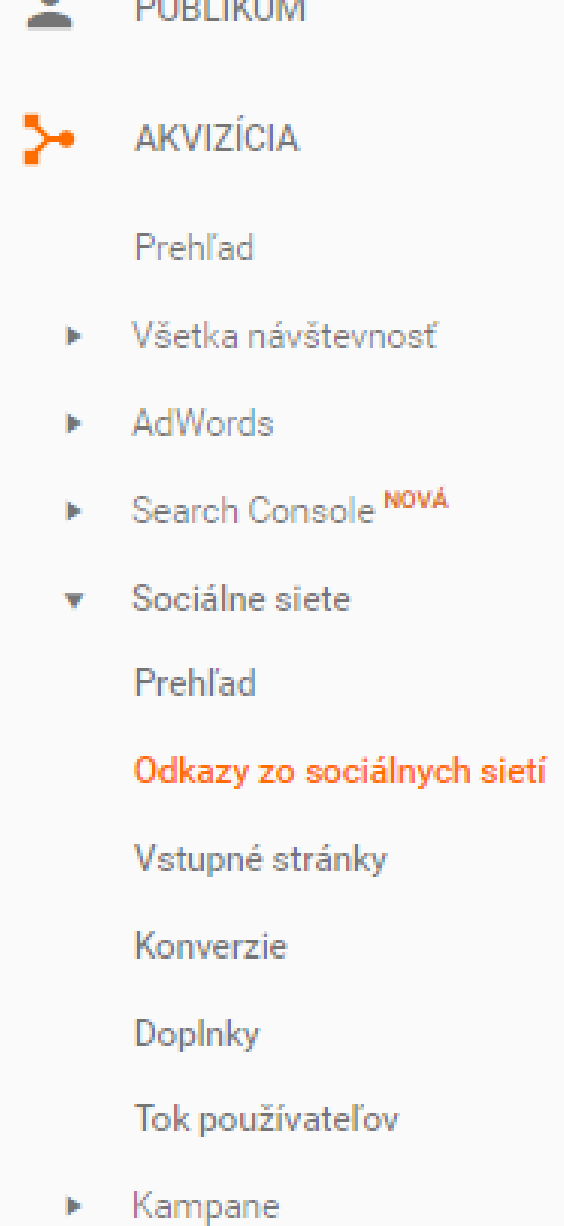 PUBLIKUM
AKVIZÍCIA
Prehľad
Všetka návštevnosť
AdWords
Search Console NOVÁ
Sociálne siete
Prehľad
Odkazy zo sociálnych sietí
Vstupné stránky
Konverzie
Doplnky
Tok používateľov
Kampane